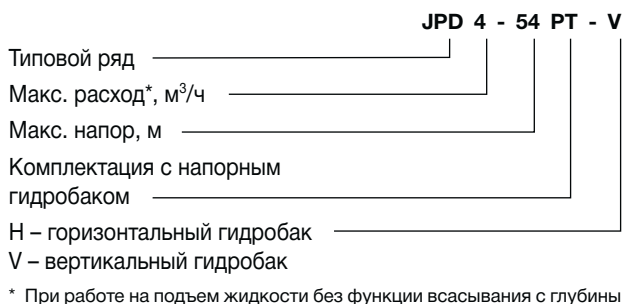 JPD 4 - 54 PT - V
Типовой ряд
Макс. расход*, м³/ч
Макс. напор, м
Комплектация с напорным
гидробаком
H – горизонтальный гидробак
V – вертикальный гидробак
* При работе на подъем жидкости без функции всасывания с глубины